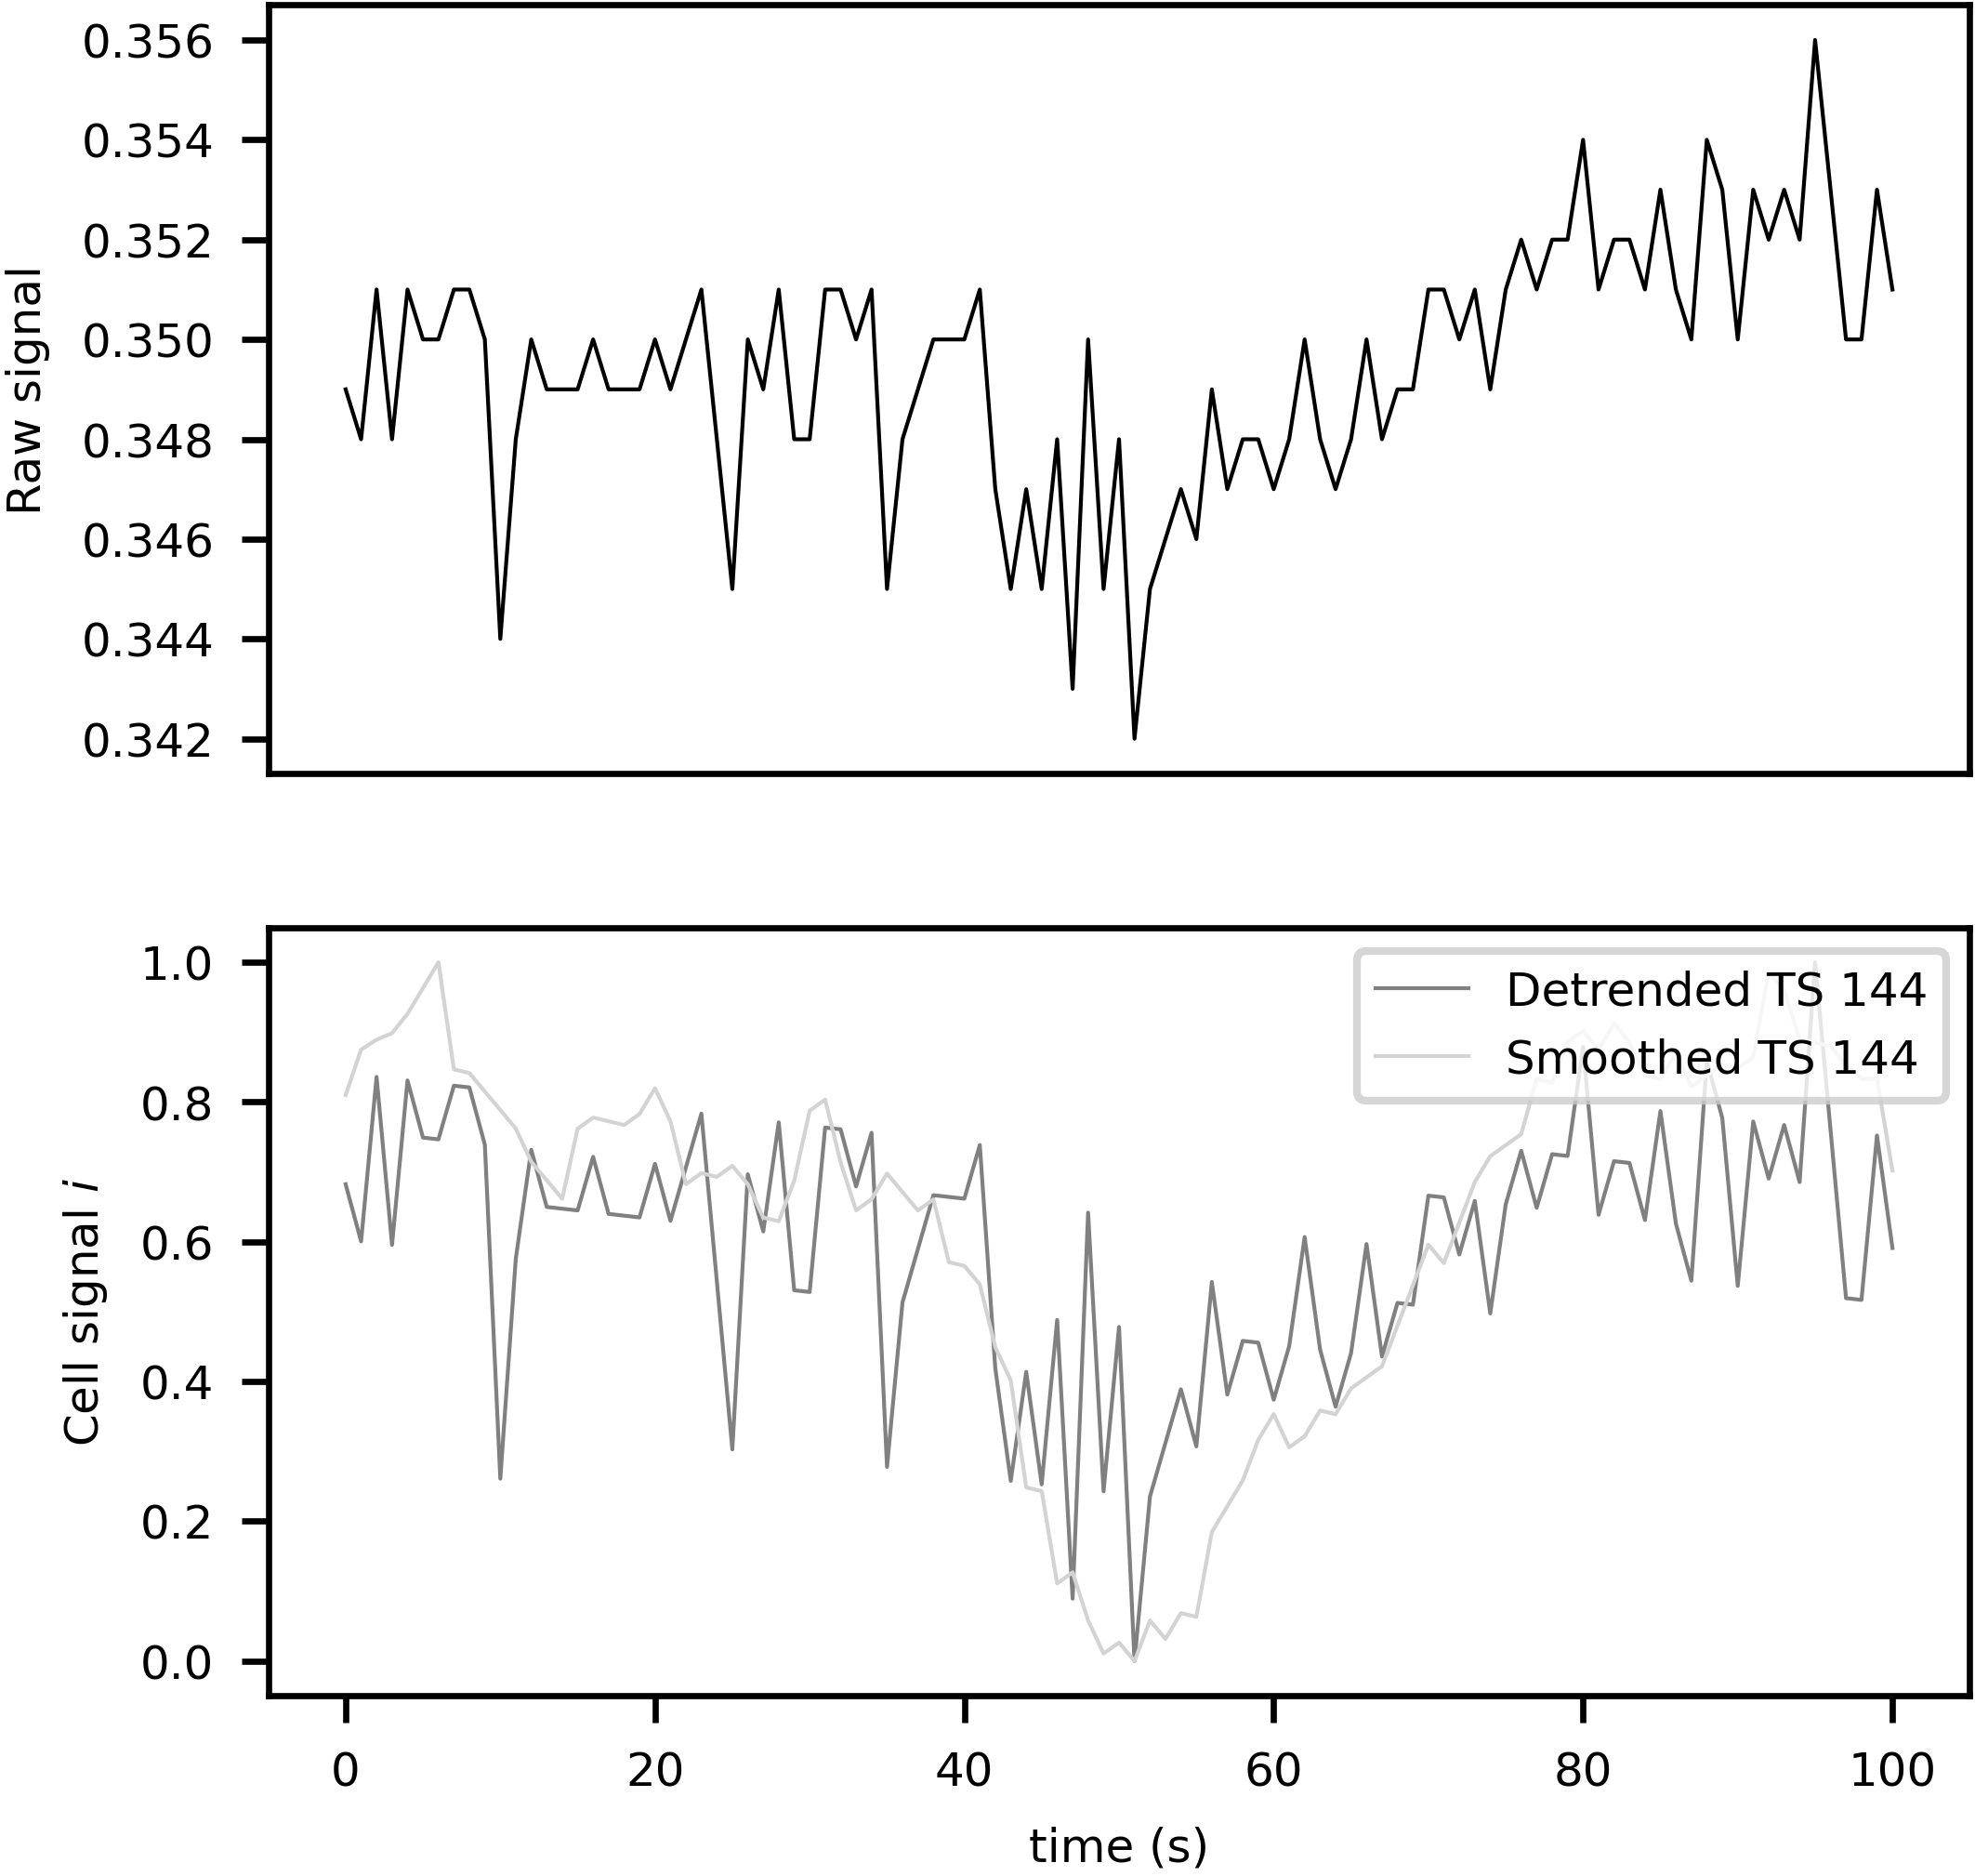 0.356
0.354
0.352
0.350
0.348
0.346
0.344
0.342
Raw signal
1.0
0.8
0.6
0.4
0.2
0.0
Cell signal i
Detrended TS 144
Smoothed TS 144
0 20 40 60 80 100
time (s)